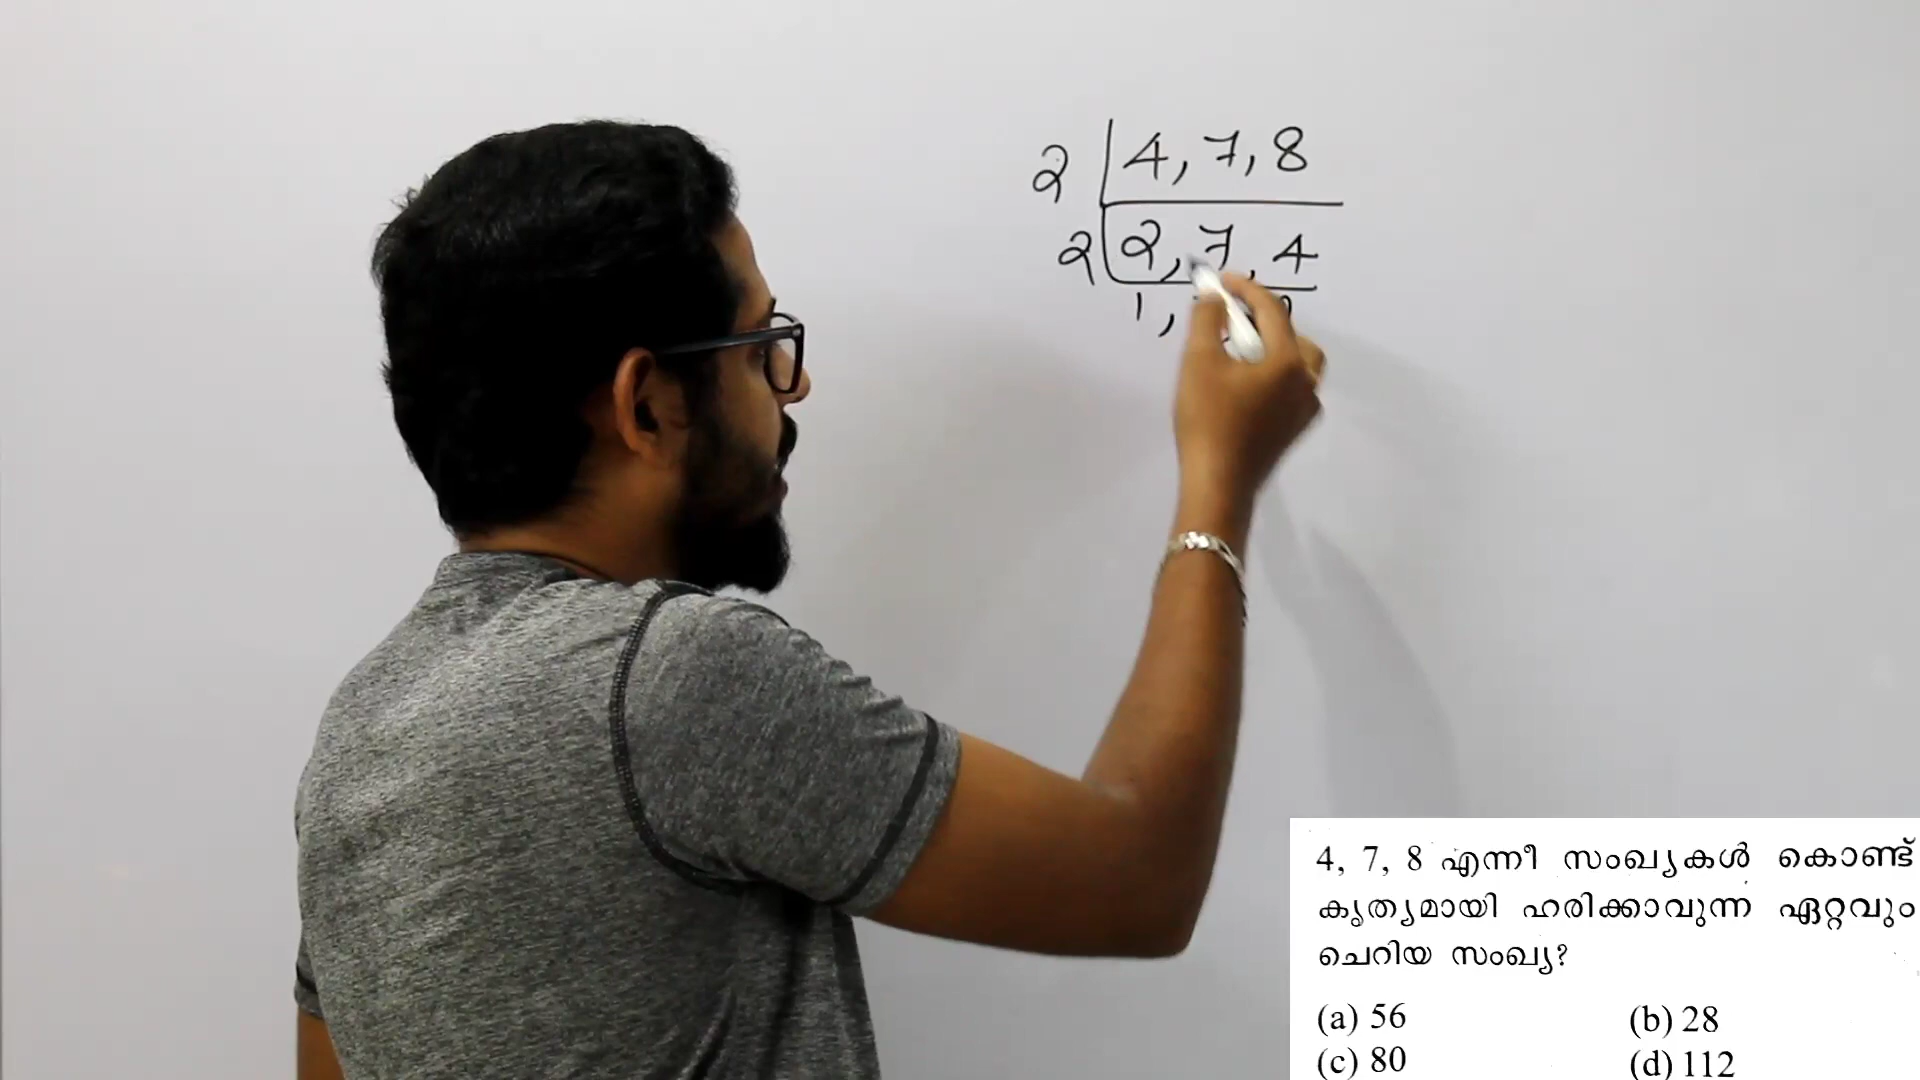 2 | 4, 7, 8
2 | 2, 7, 4
1,
4, 7, 8 എന്നീ സംഖ്യകൾ കൊണ്ട്
കൃത്യമായി ഹരിക്കാവുന്ന ഏറ്റവും
ചെറിയ സംഖ്യ?
(a) 56 (b) 28
(c) 80 (d) 112